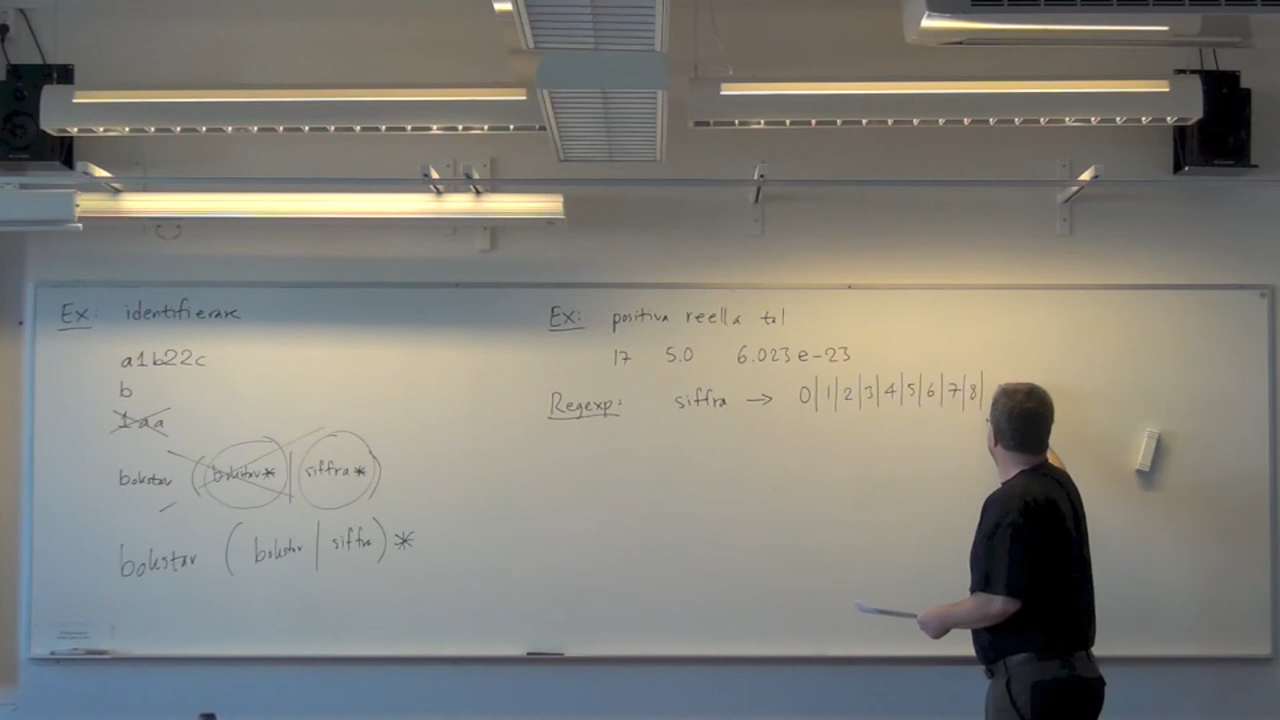 Ex: identifierare
a1b22c
b
1aa
bokstav (bokstav* | siffra*)
bokstav (bokstav | siffra)*
Ex: positiva reella tal
17 5.0 6.023e-23
Regexp: siffra → 0|1|2|3|4|5|6|7|8|